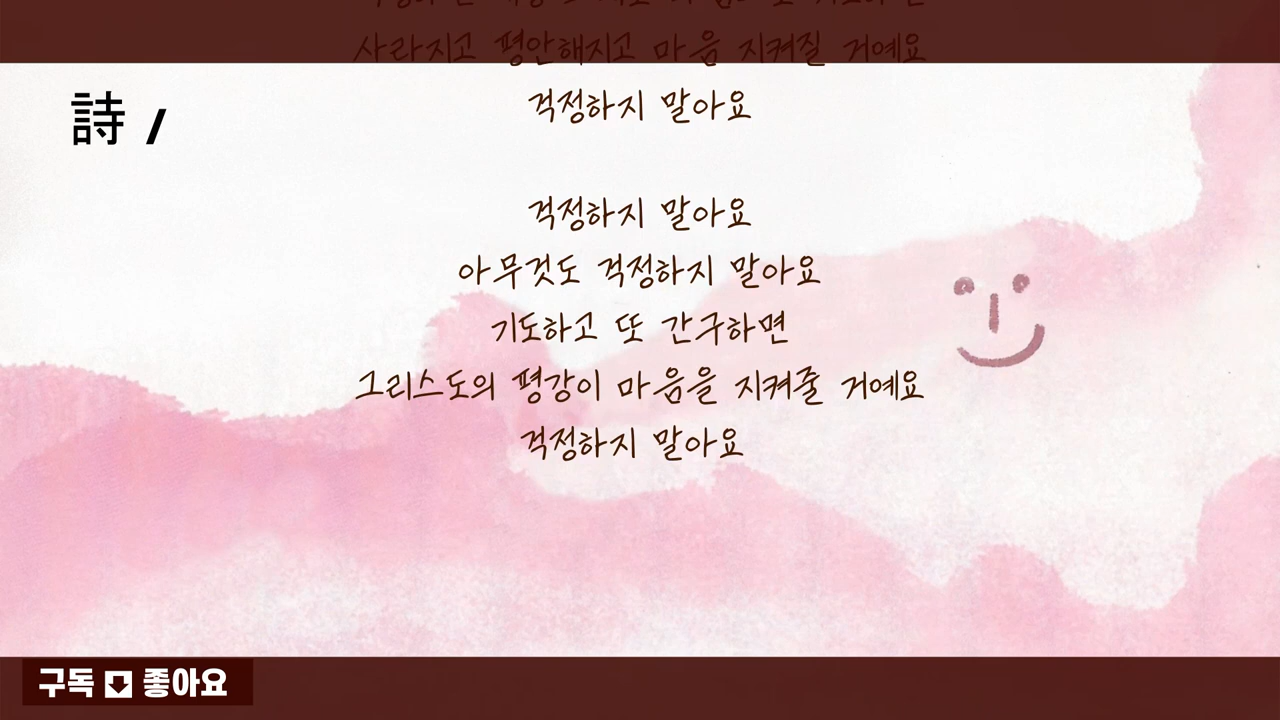 사라지고 평안해지고 마음 지켜질 거예요
걱정하지 말아요
詩 /
걱정하지 말아요
아무것도 걱정하지 말아요
기도하고 또 간구하면
그리스도의 평강이 마음을 지켜줄 거예요
걱정하지 말아요
구독 좋아요